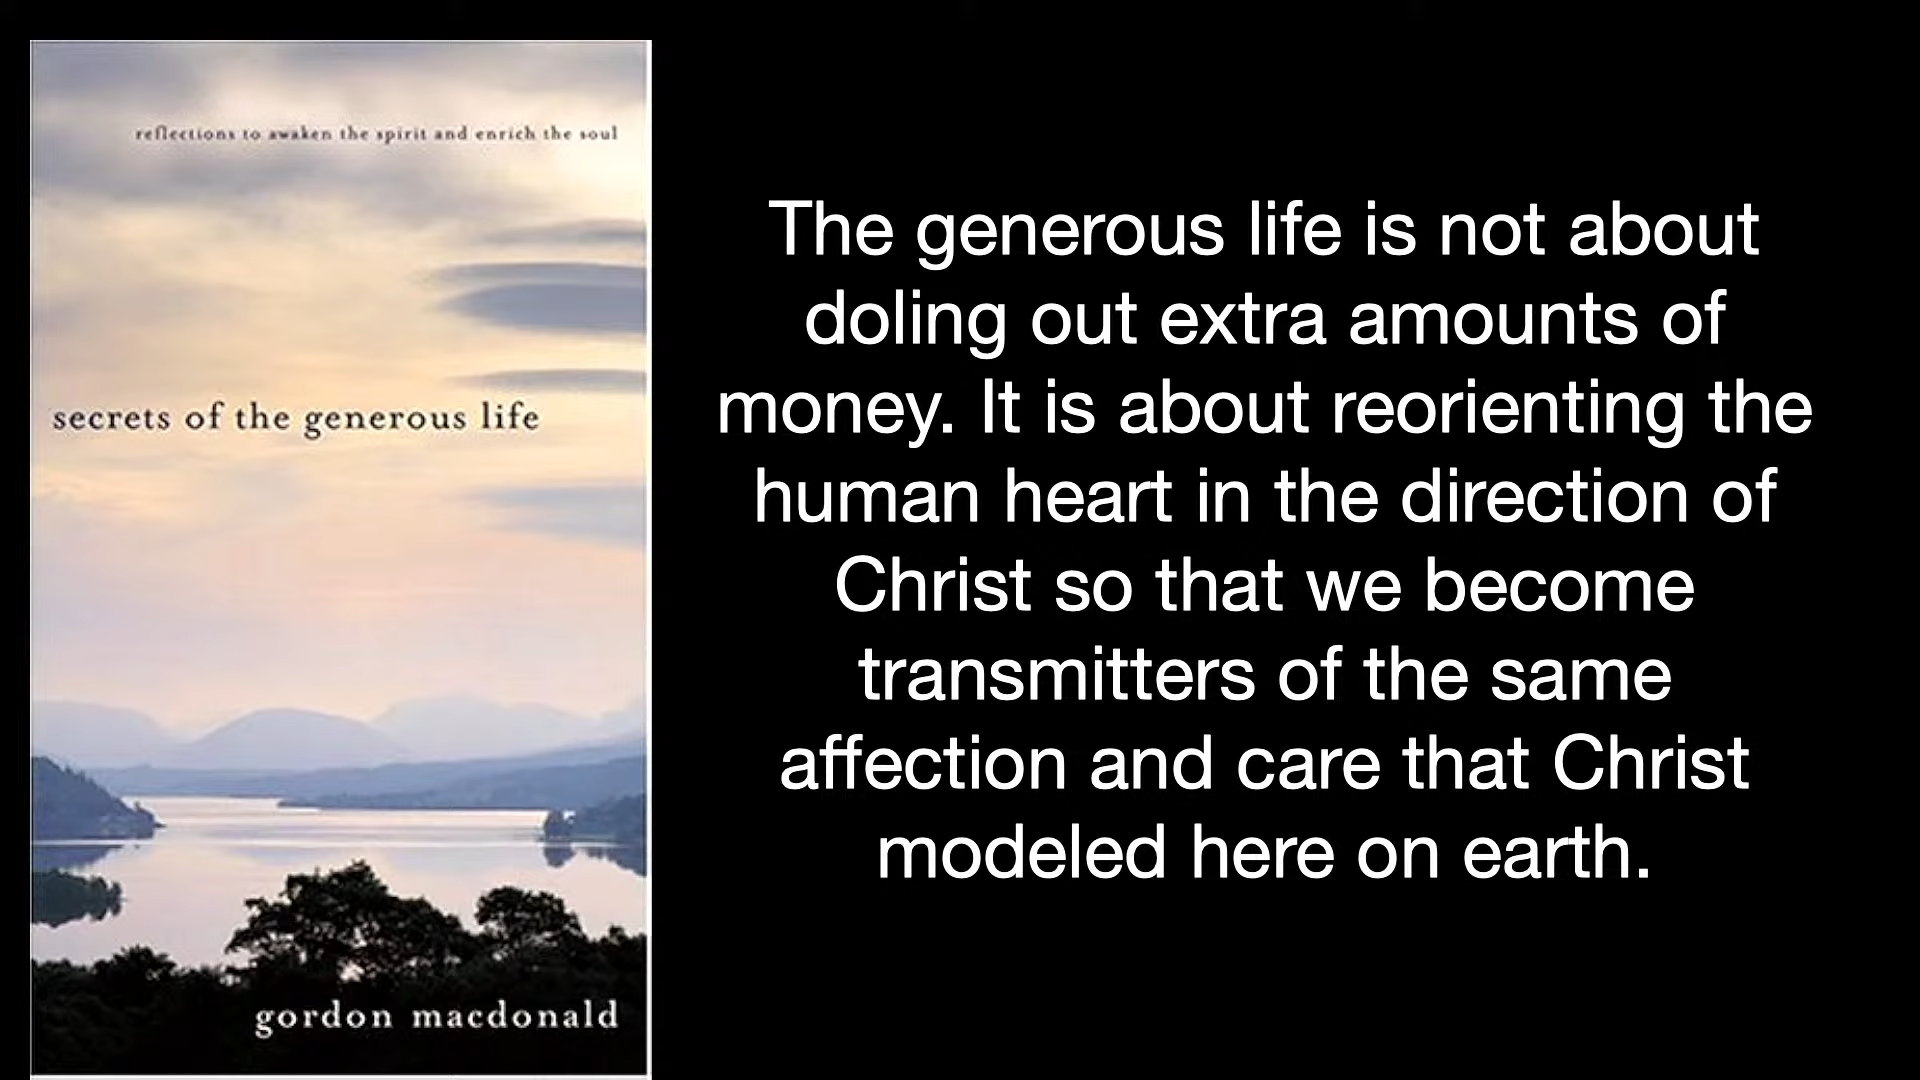 reflections to awaken the spirit and enrich the soul
secrets of the generous life
gordon macdonald
The generous life is not about
doling out extra amounts of
money. It is about reorienting the
human heart in the direction of
Christ so that we become
transmitters of the same
affection and care that Christ
modeled here on earth.